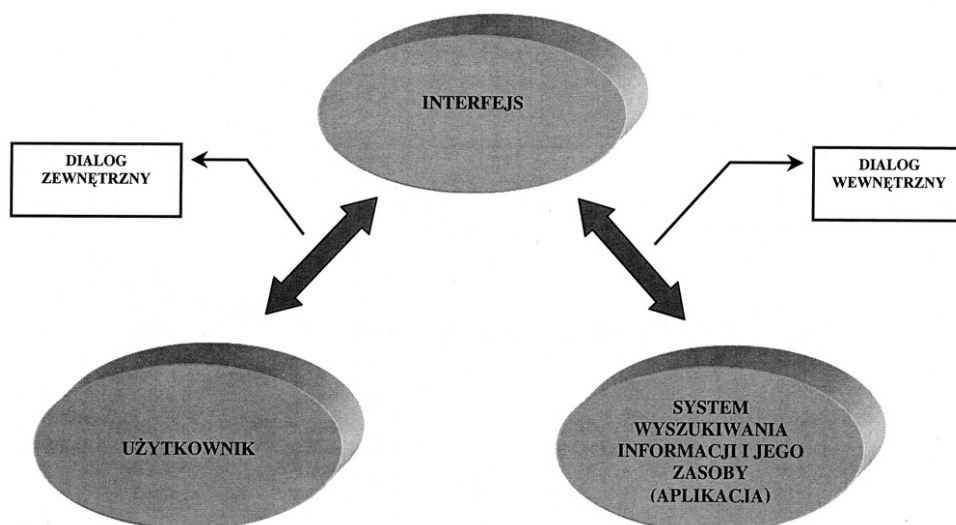 INTERFEJS
DIALOG
ZEWNĘTRZNY
DIALOG
WEWNĘTRZNY
UŻYTKOWNIK
SYSTEM
WYSZUKIWANIA
INFORMACJI I JEGO
ZASOBY
(APLIKACJA)